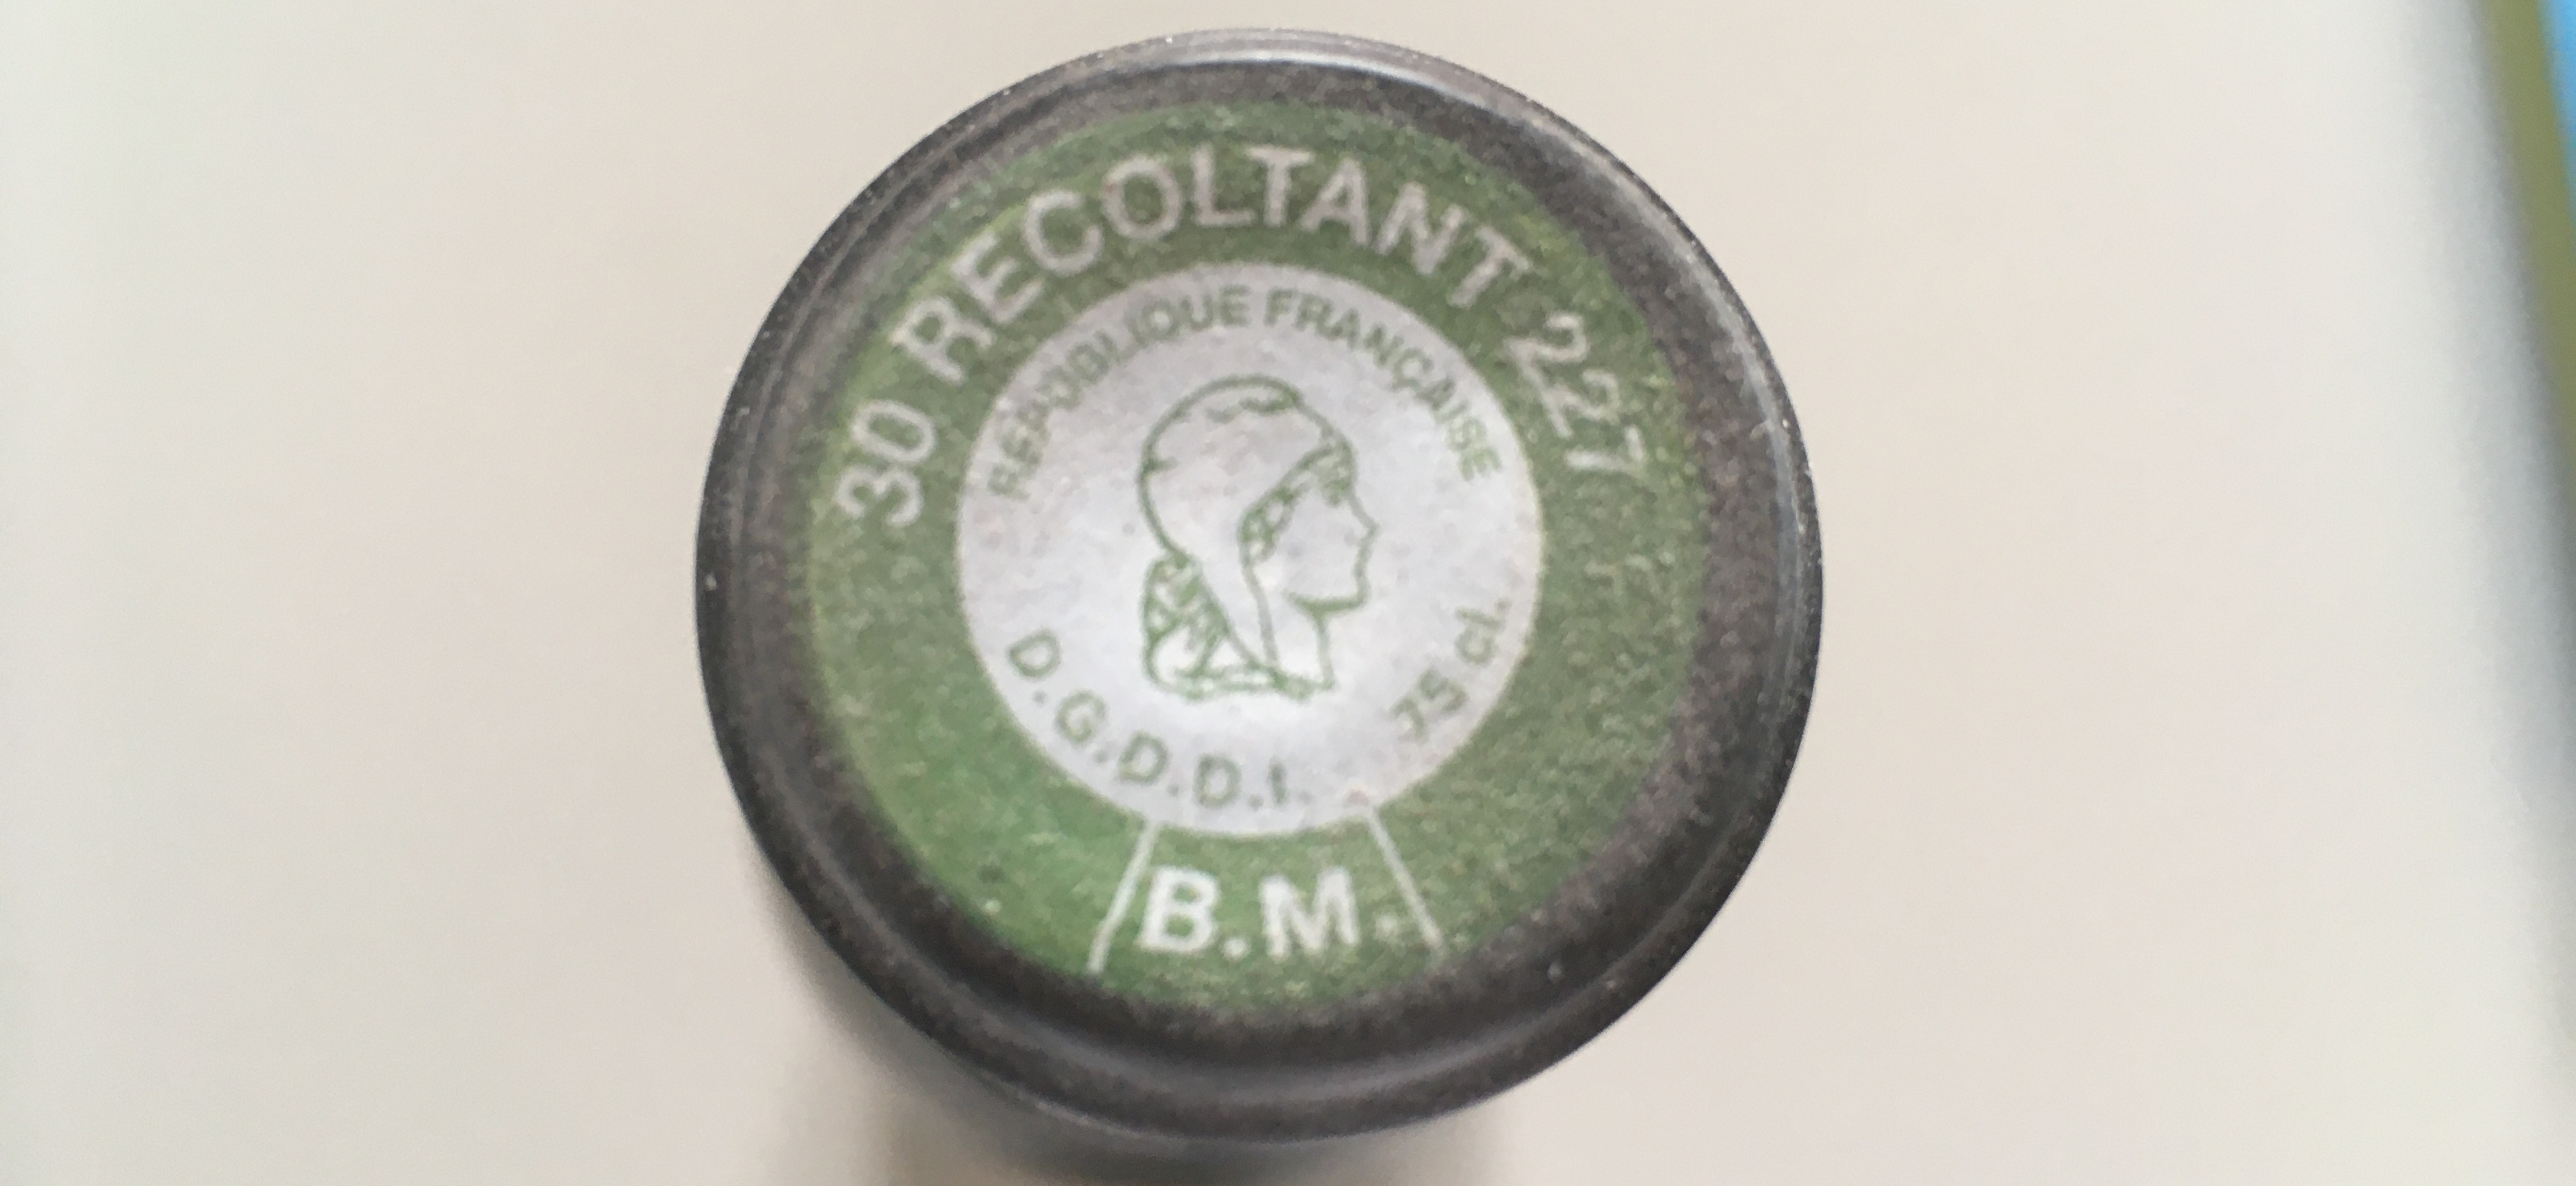 30 RECOLTANT 227
REPUBLIQUE FRANÇAISE
D.G.D.D.I. 75 cl.
B.M.